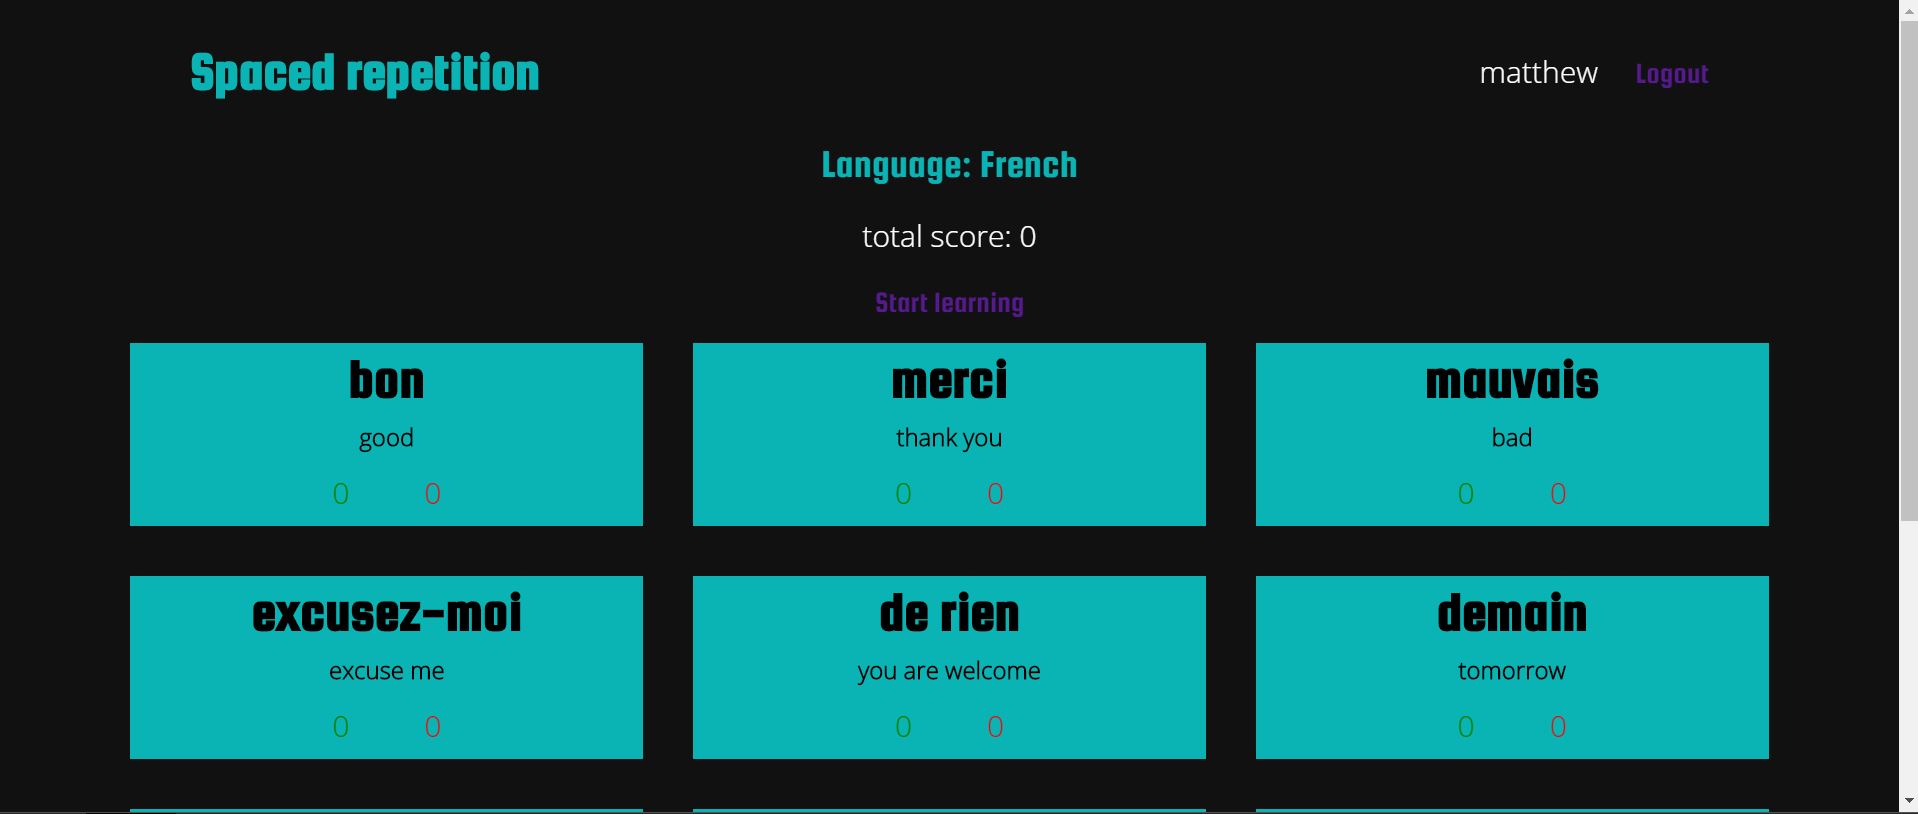 Spaced repetition
matthew Logout
Language: French
total score: 0
Start learning
bon merci mauvais
good thank you bad
0 0 0 0 0 0
excusez-moi de rien demain
excuse me you are welcome tomorrow
0 0 0 0 0 0